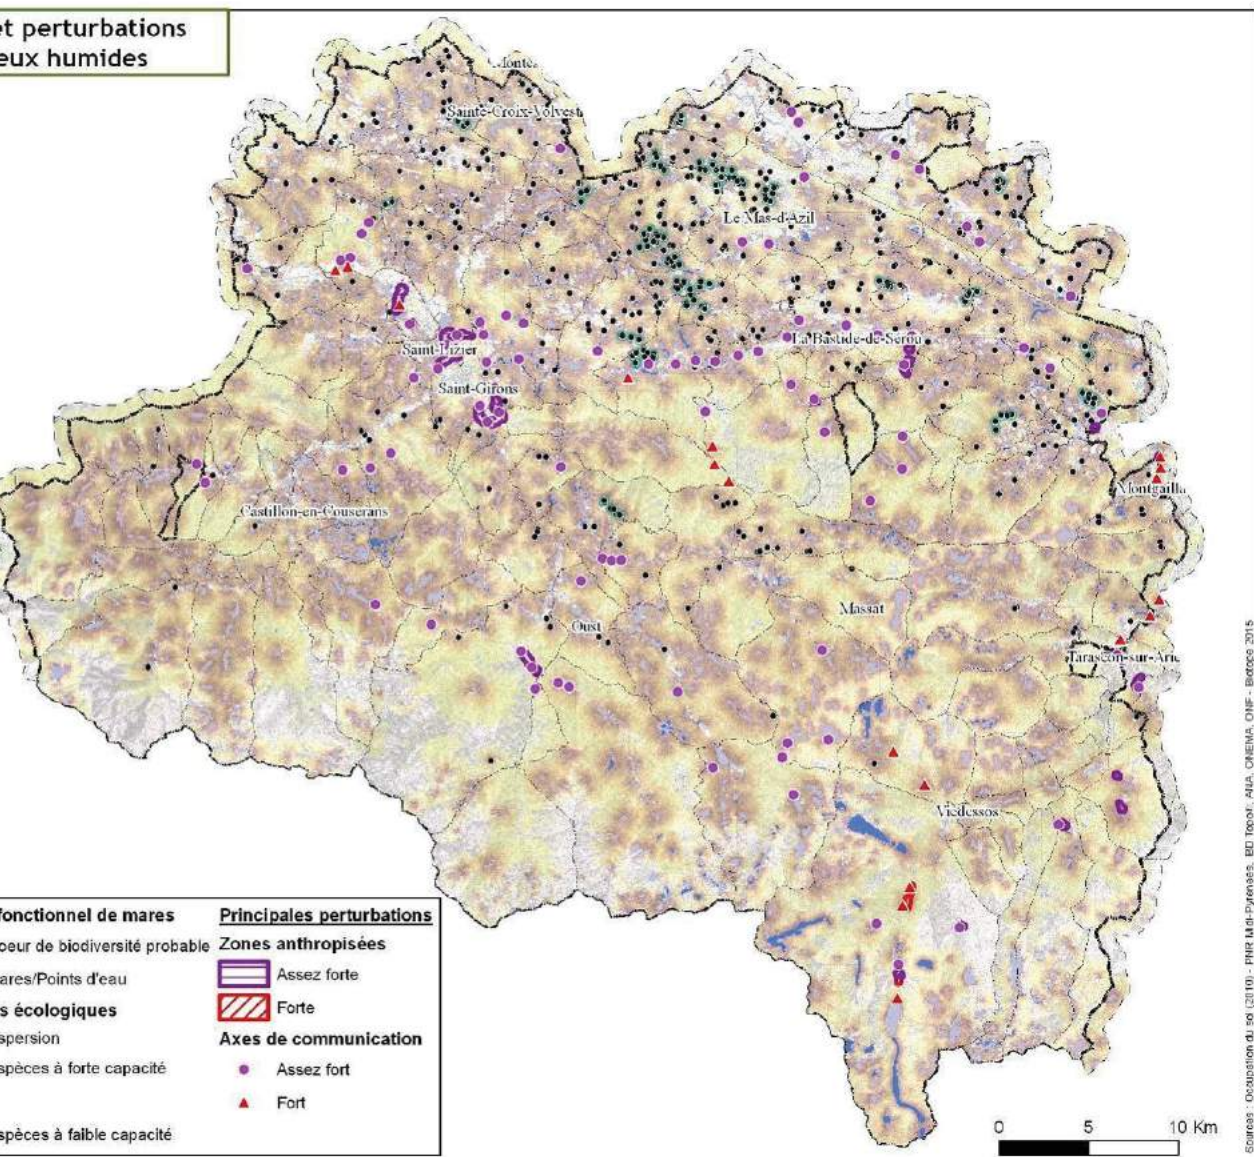 et perturbations
eux humides
Sainte-Croix-Volvest
Le Mas-d'Azil
La Bastide-de-Sérou
Saint-Lizier
Saint-Girons
Montgailla
Castillon-en-Couserans
Massat
Oust
Tarascon-sur-Arie
Vicdessos
fonctionnel de mares
oeur de biodiversité probable
ares/Points d'eau
s écologiques
spersion
spèces à forte capacité
spèces à faible capacité
Principales perturbations
Zones anthropisées
Assez forte
Forte
Axes de communication
Assez fort
Fort
0 5 10 Km
Sources : Occupation du sol (2010) - PNR Midi-Pyrénées, BD Topo®, ANA, ONEMA, ONF - Biotope 2015